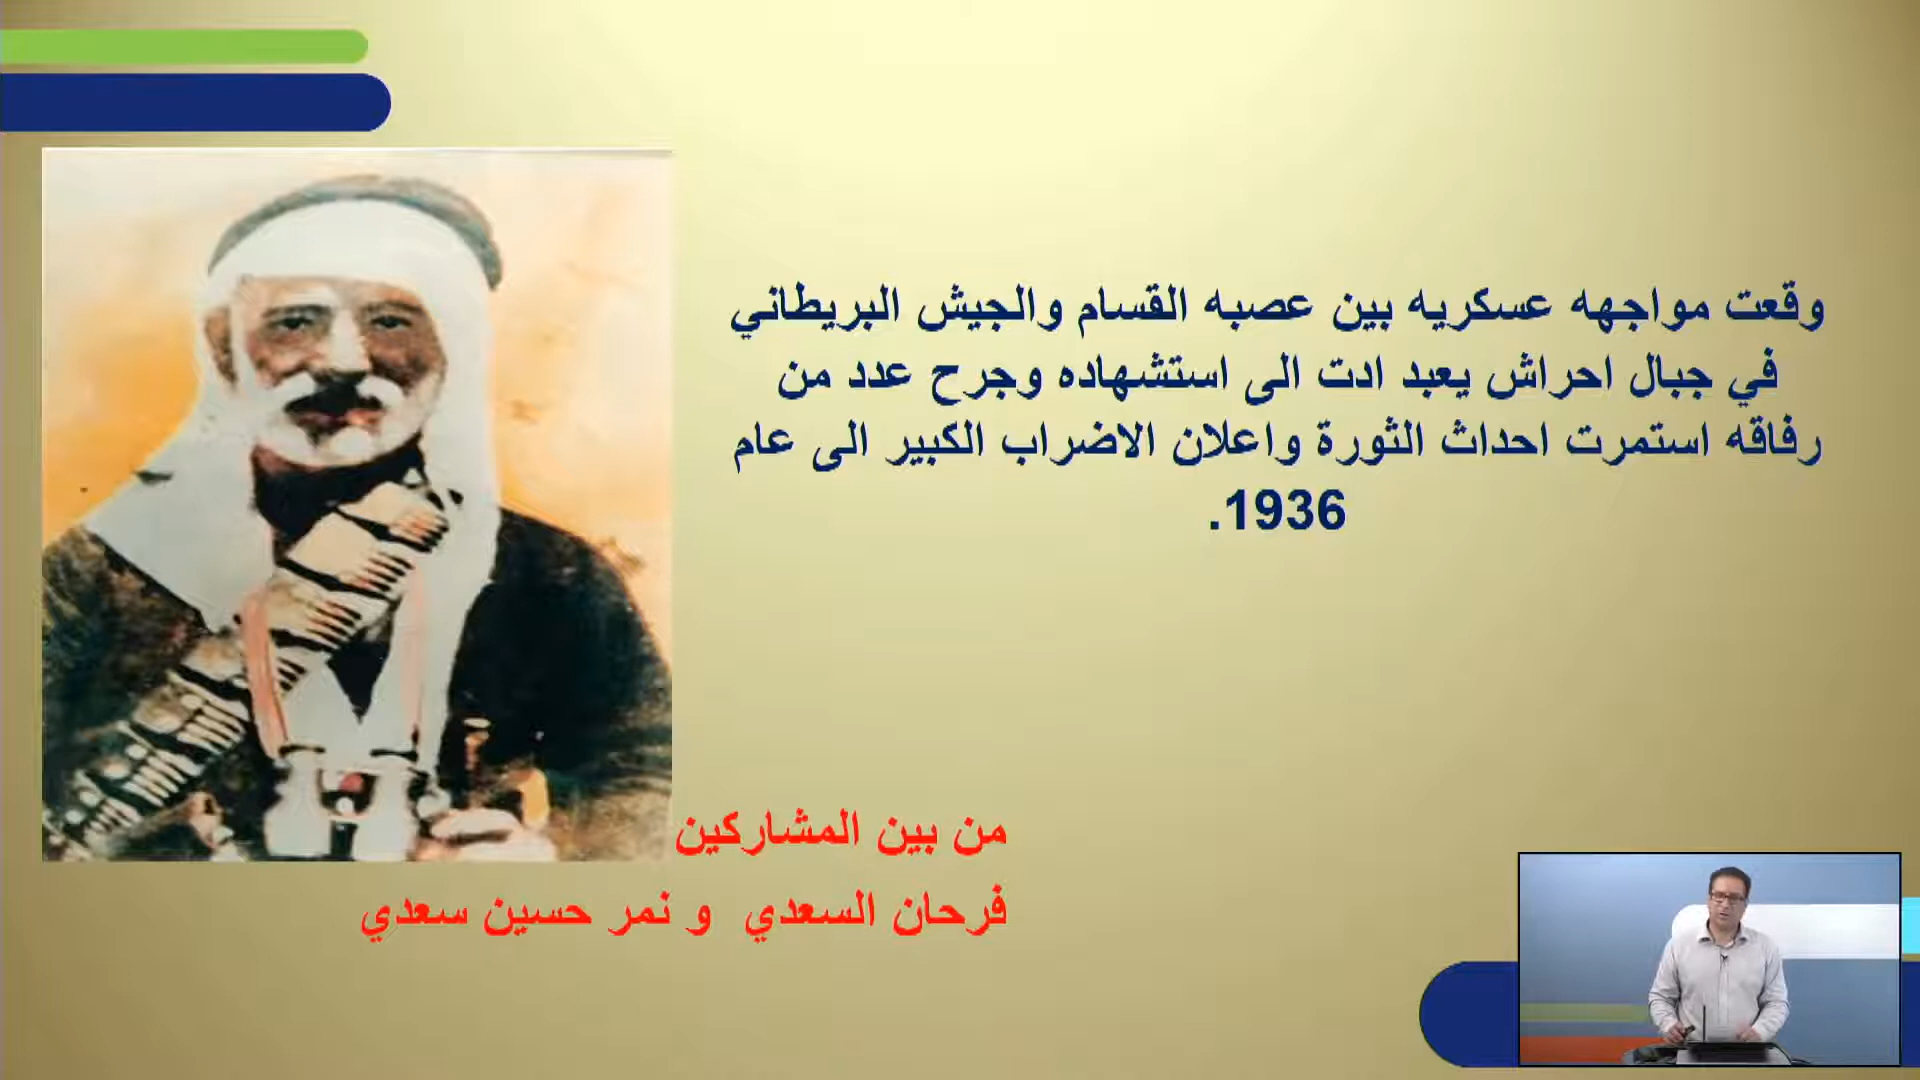 وقعت مواجهه عسكريه بين عصبه القسام والجيش البريطاني
في جبال احراش يعبد ادت الى استشهاده وجرح عدد من
رفاقه استمرت احداث الثورة واعلان الاضراب الكبير الى عام
1936.
من بين المشاركين
فرحان السعدي و نمر حسين سعدي